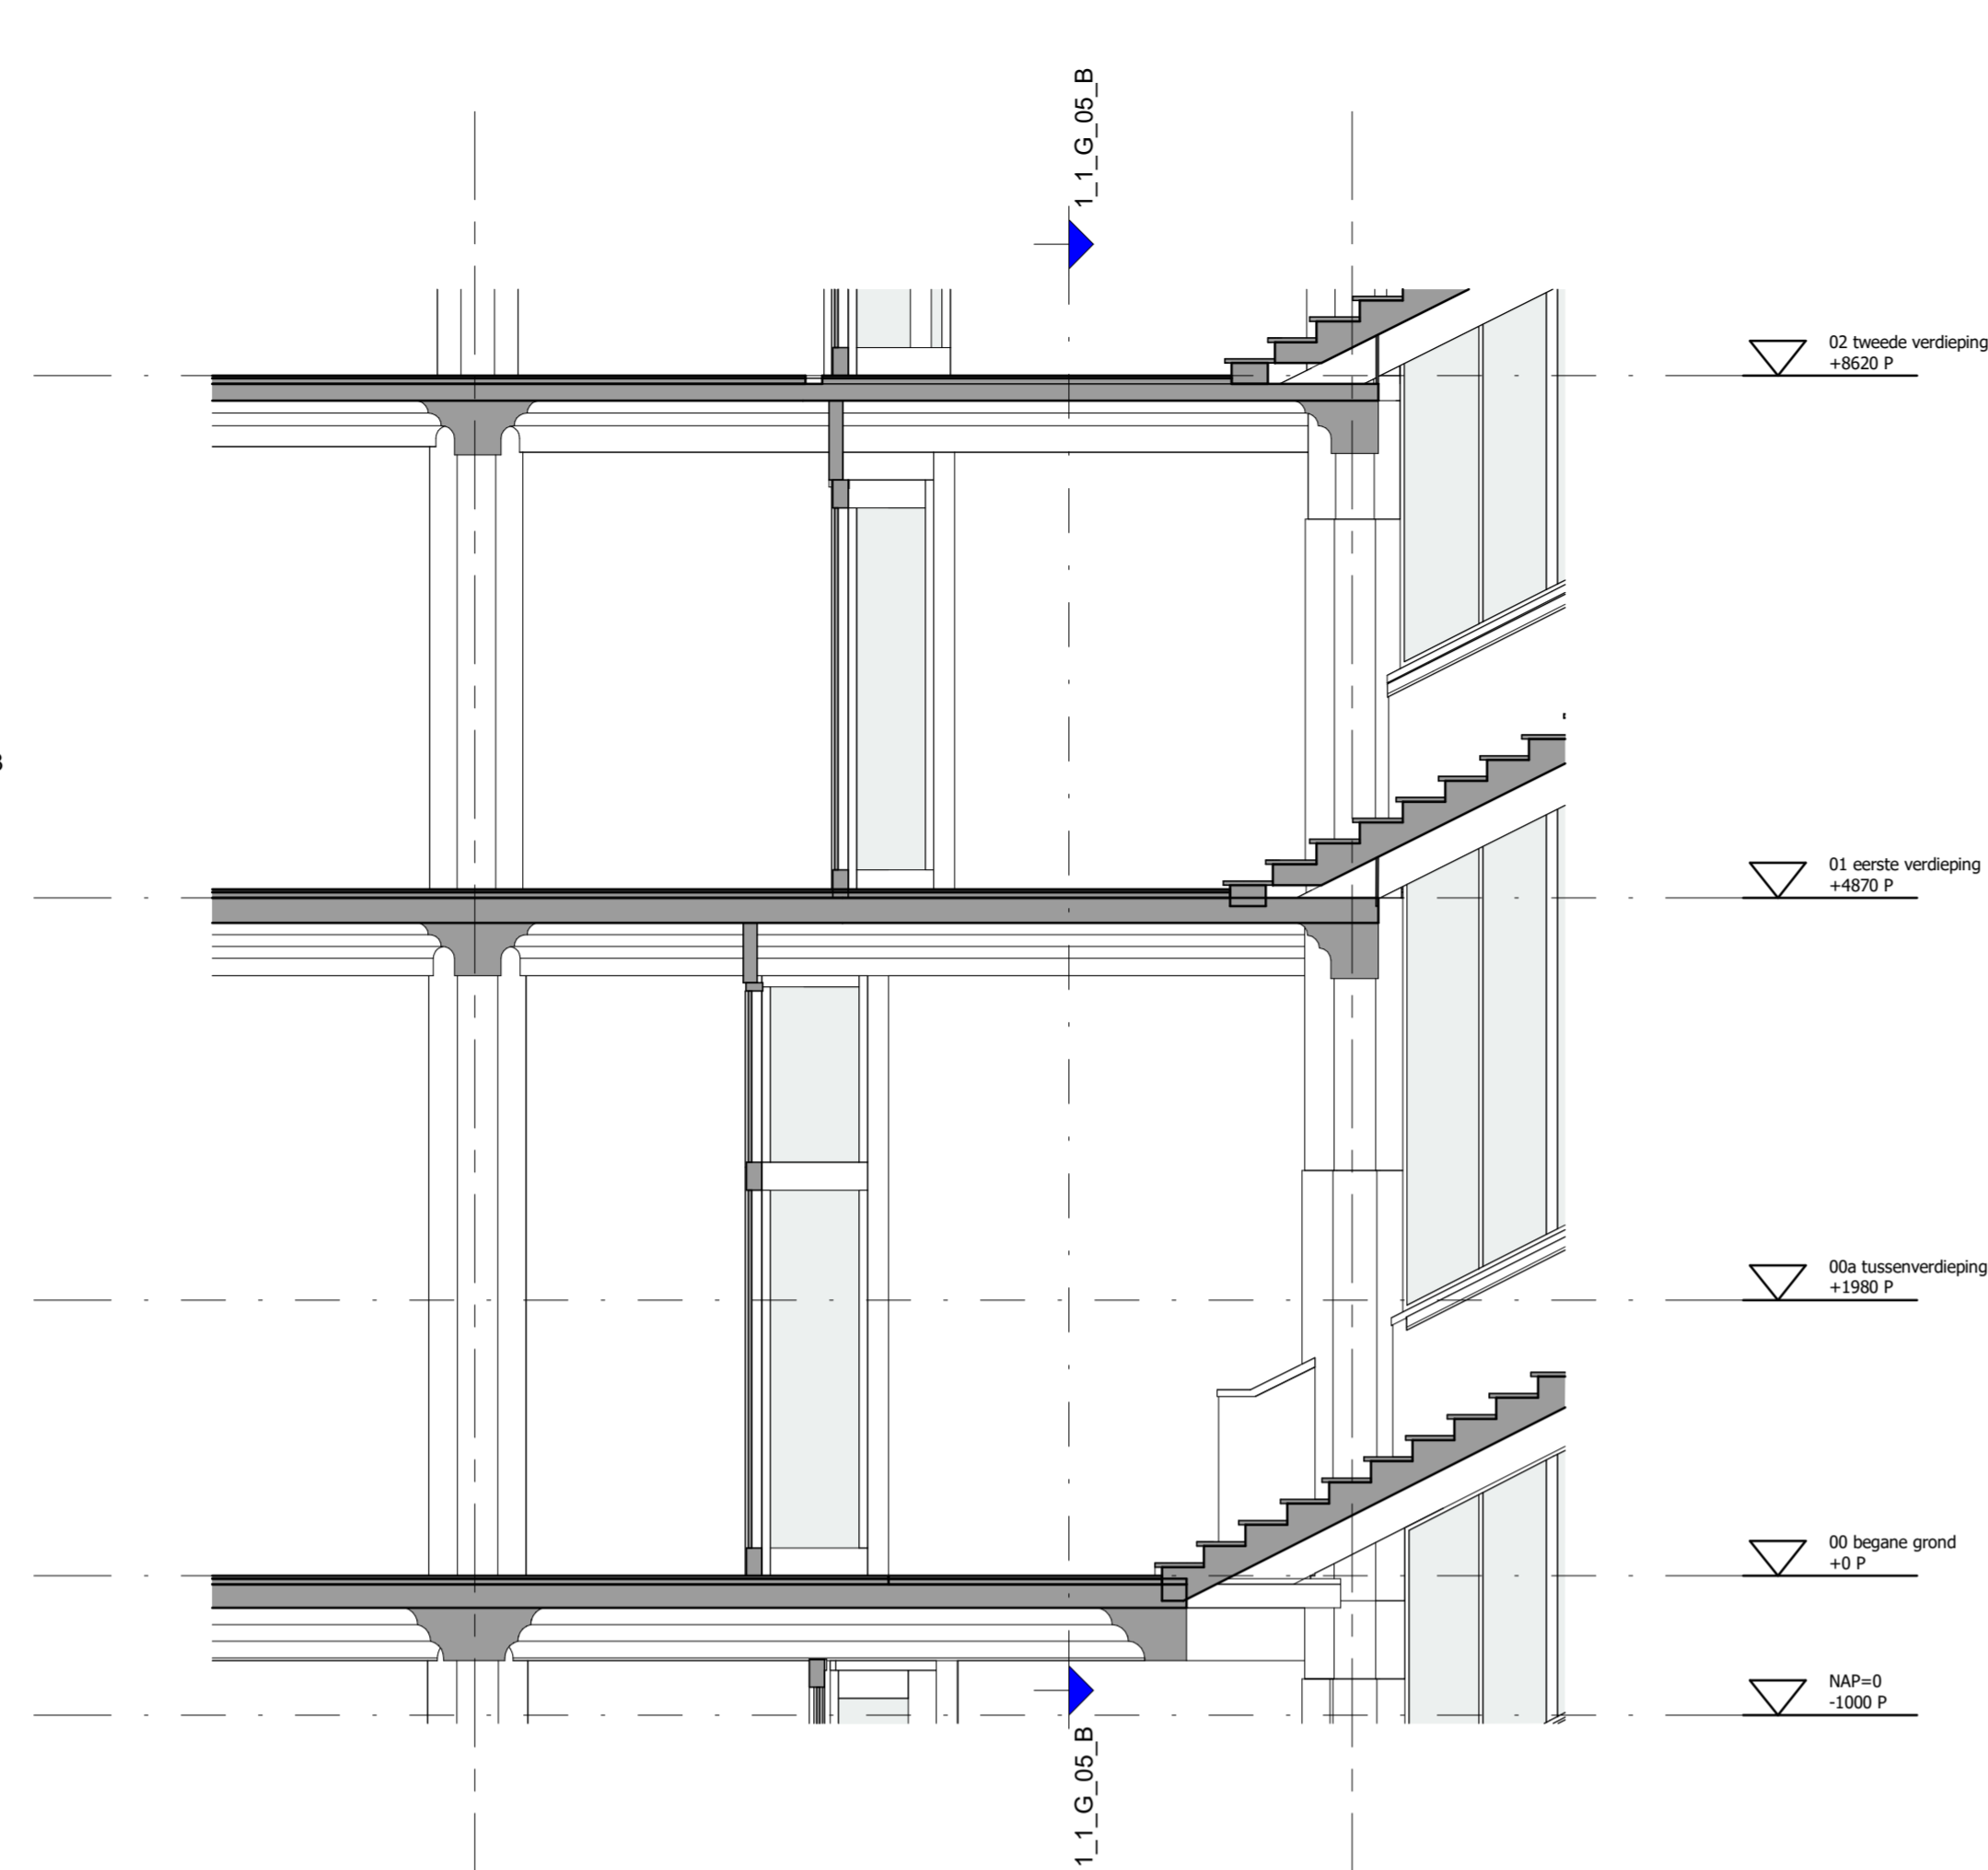 1_1_G_05_B
02 tweede verdieping
+8620 P
01 eerste verdieping
+4870 P
00a tussenverdieping
+1980 P
00 begane grond
+0 P
NAP=0
-1000 P
1_1_G_05_B